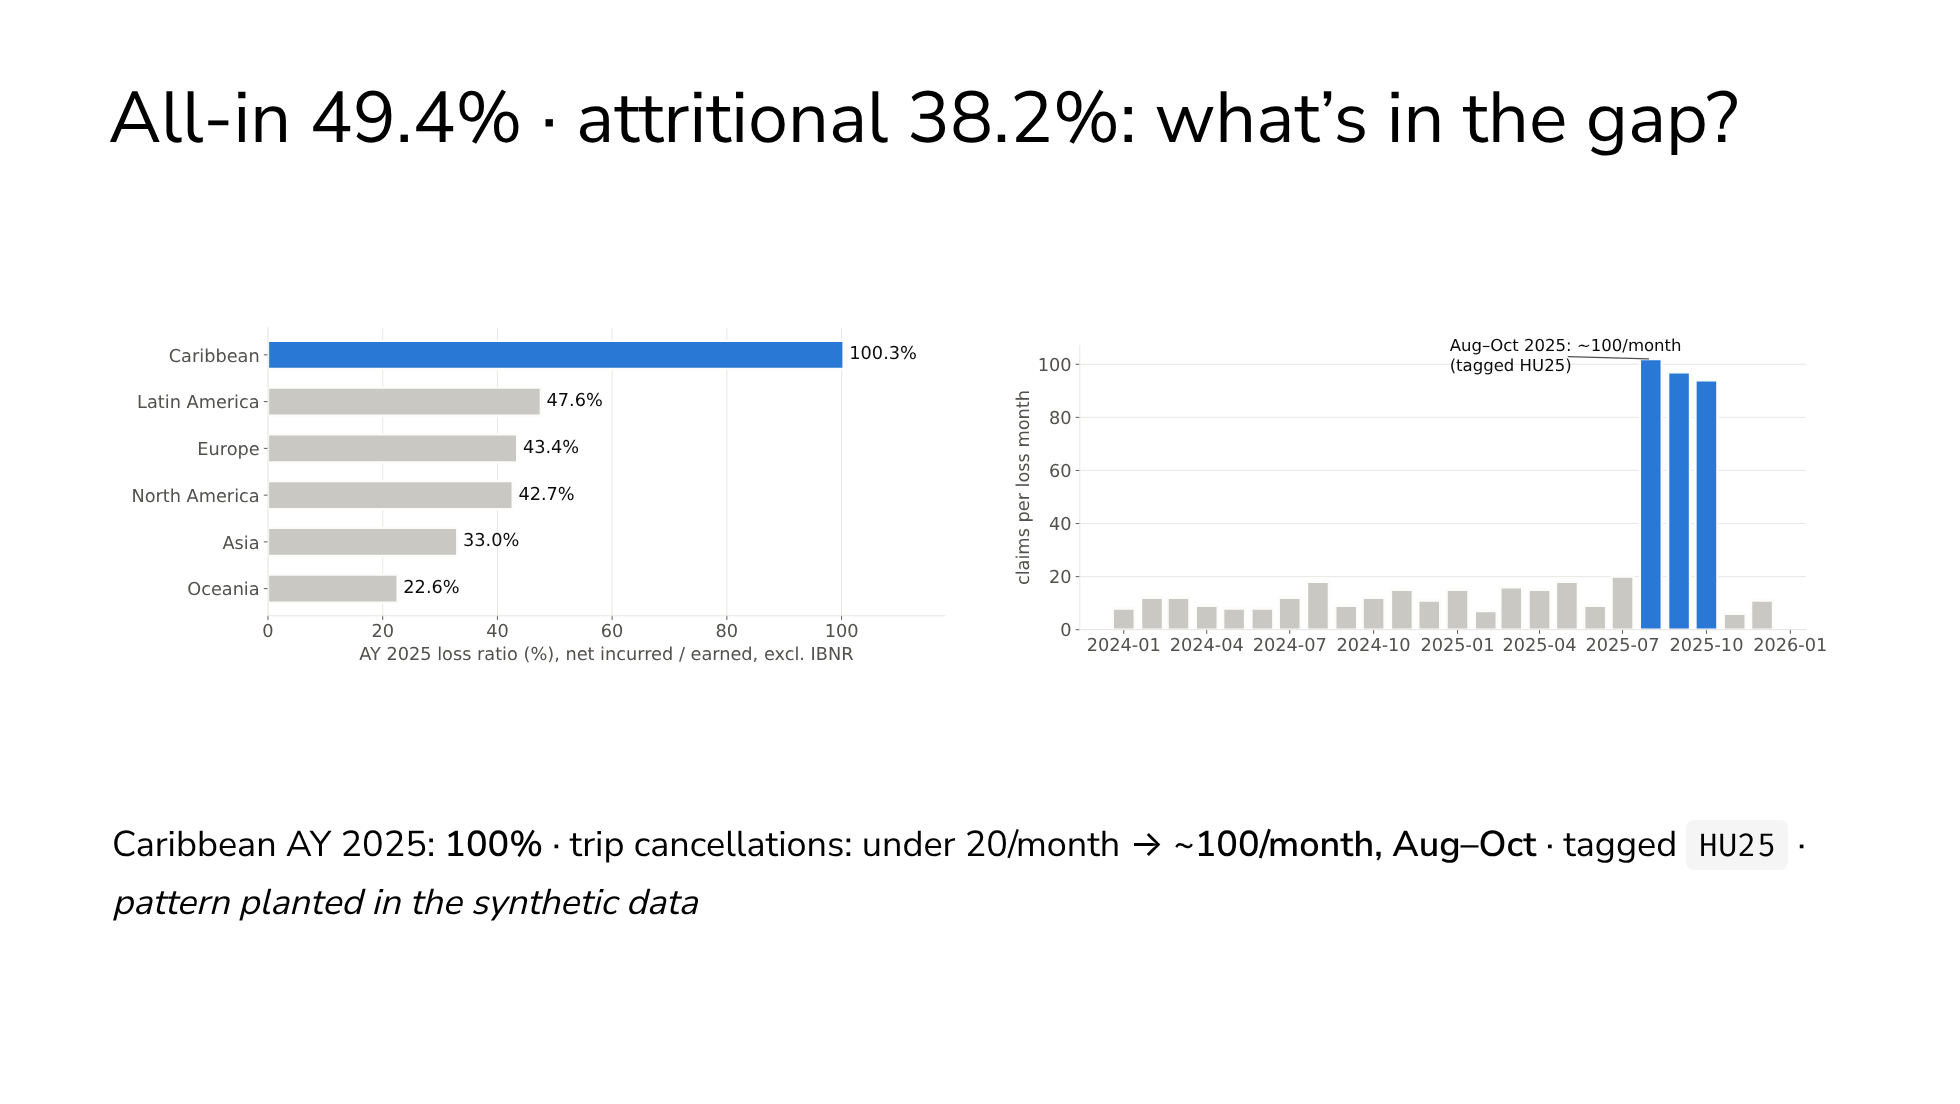 All-in 49.4% · attritional 38.2%: what’s in the gap?
Caribbean
100.3%
Latin America
47.6%
Europe
43.4%
North America
42.7%
Asia
33.0%
Oceania
22.6%
0 20 40 60 80 100
AY 2025 loss ratio (%), net incurred / earned, excl. IBNR
Aug–Oct 2025: ~100/month
(tagged HU25)
claims per loss month
100
80
60
40
20
0
2024-01 2024-04 2024-07 2024-10 2025-01 2025-04 2025-07 2025-10 2026-01
Caribbean AY 2025: 100% · trip cancellations: under 20/month → ~100/month, Aug–Oct · tagged HU25 ·
pattern planted in the synthetic data